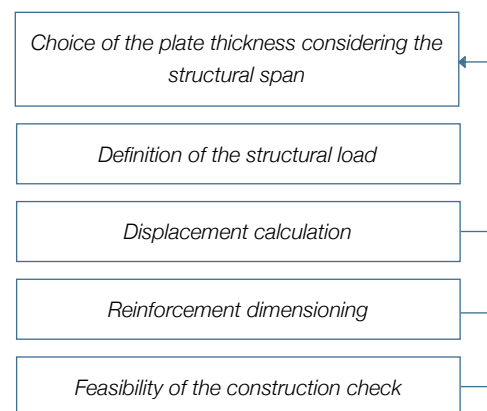 Choice of the plate thickness considering the
structural span
Definition of the structural load
Displacement calculation
Reinforcement dimensioning
Feasibility of the construction check